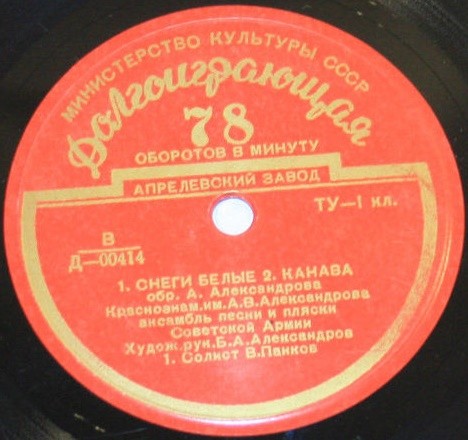 МИНИСТЕРСТВО КУЛЬТУРЫ СССР
Долгоиграющая
78
ОБОРОТОВ В МИНУТУ
АПРЕЛЕВСКИЙ ЗАВОД
ТУ—I кл.
В
Д—00414
1. СНЕГИ БЕЛЫЕ 2. КАНАВА
обр. А. Александрова
Краснознам.им.А.В.Александрова
ансамбль песни и пляски
Советской Армии
Худож.рук.Б.А.Александров
1. Солист В.Панков